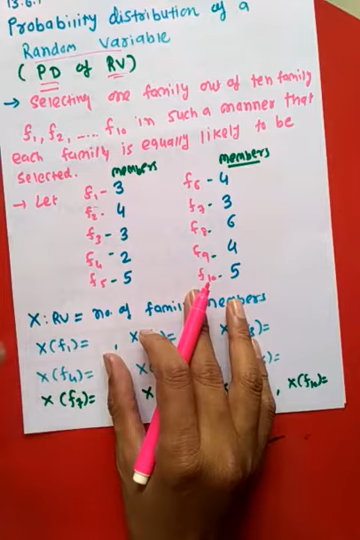 13.6.1
Probability distribution of a
Random Variable
( PD of RV)
→ Selecting one family out of ten family
f₁, f₂, .... f₁₀ in such a manner that
each family is equally likely to be
selected.
→ Let
members
f₁ - 3
f₂ - 4
f₃ - 3
f₄ - 2
f₅ - 5
members
f₆ - 4
f₇ - 3
f₈ - 6
f₉ - 4
f₁₀ - 5
X : RV = no. of family members
X(f₁)= ,
X(f₄)=
X(f₇)= , X(f₁₀)=